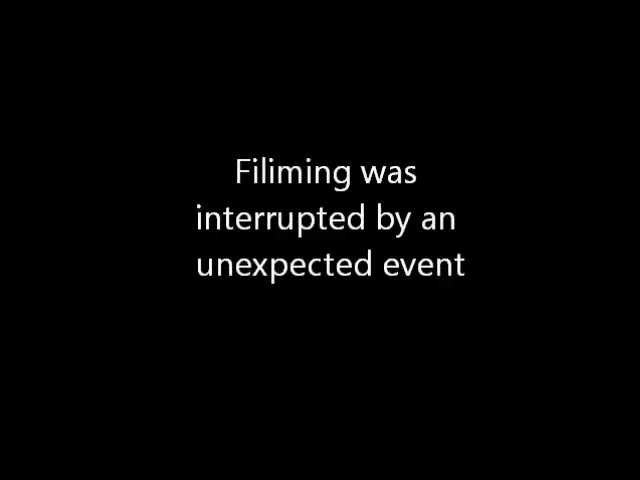 Filiming was
interrupted by an
unexpected event